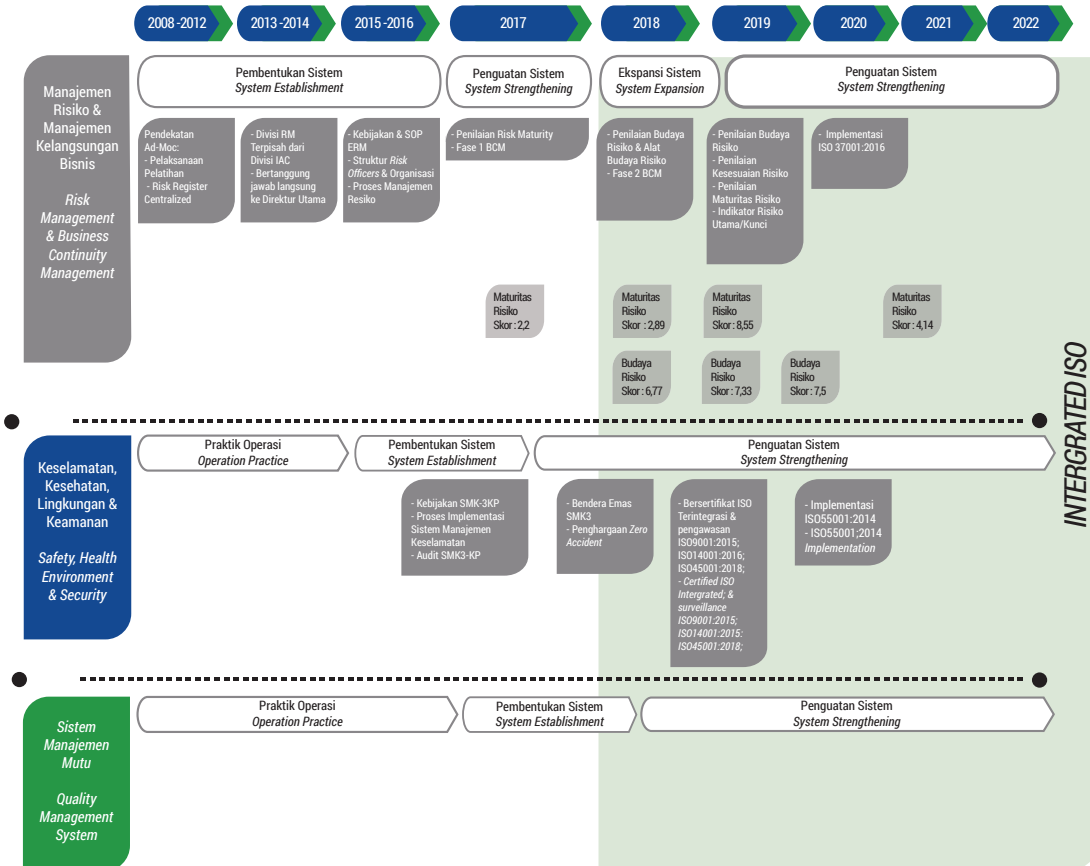 2008 -2012
2013 -2014
2015 -2016
2017
2018
2019
2020
2021
2022
Manajemen
Risiko &
Manajemen
Kelangsungan
Bisnis
Risk
Management
& Business
Continuity
Management
Pembentukan Sistem
System Establishment
Penguatan Sistem
System Strengthening
Ekspansi Sistem
System Expansion
Penguatan Sistem
System Strengthening
Pendekatan
Ad-Moc:
- Pelaksanaan
Pelatihan
- Risk Register
Centralized
- Divisi RM
Terpisah dari
Divisi IAC
- Bertanggung
jawab langsung
ke Direktur Utama
- Kebijakan & SOP
ERM
- Struktur Risk
Officers & Organisasi
- Proses Manajemen
Resiko
- Penilaian Risk Maturity
- Fase 1 BCM
- Penilaian Budaya
Risiko & Alat
Budaya Risiko
- Fase 2 BCM
- Penilaian Budaya
Risiko
- Penilaian
Kesesuaian Risiko
- Penilaian
Maturitas Risiko
- Indikator Risiko
Utama/Kunci
- Implementasi
ISO 37001:2016
Maturitas
Risiko
Skor : 2,2
Maturitas
Risiko
Skor : 2,89
Maturitas
Risiko
Skor : 8,55
Maturitas
Risiko
Skor : 4,14
Budaya
Risiko
Skor : 6,77
Budaya
Risiko
Skor : 7,33
Budaya
Risiko
Skor : 7,5
INTERGRATED ISO
Keselamatan,
Kesehatan,
Lingkungan &
Keamanan
Safety, Health
Environment
& Security
Praktik Operasi
Operation Practice
Pembentukan Sistem
System Establishment
Penguatan Sistem
System Strengthening
- Kebijakan SMK-3KP
- Proses Implementasi
Sistem Manajemen
Keselamatan
- Audit SMK3-KP
- Bendera Emas
SMK3
- Penghargaan Zero
Accident
- Bersertifikat ISO
Terintegrasi &
pengawasan
ISO9001:2015;
ISO14001:2016;
ISO45001:2018;
- Certified ISO
Intergrated; &
surveillance
ISO9001:2015;
ISO14001:2015:
ISO45001:2018;
- Implementasi
ISO55001:2014
- ISO55001;2014
Implementation
Sistem
Manajemen
Mutu
Quality
Management
System
Praktik Operasi
Operation Practice
Pembentukan Sistem
System Establishment
Penguatan Sistem
System Strengthening